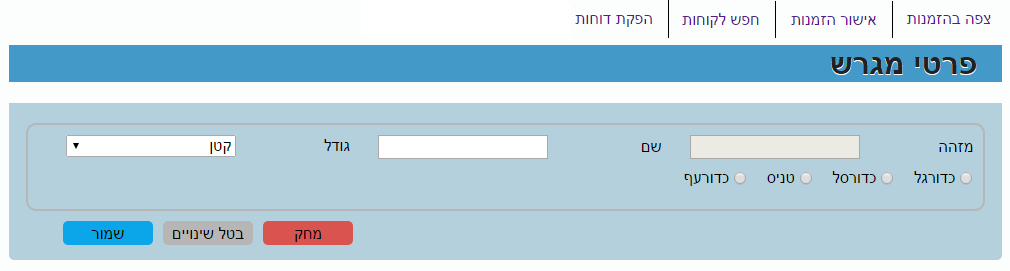 צפה בהזמנות אישור הזמנות חפש לקוחות הפקת דוחות
פרטי מגרש
מזהה שם גודל קטן
כדורגל כדורסל טניס כדורעף
מחק בטל שינויים שמור